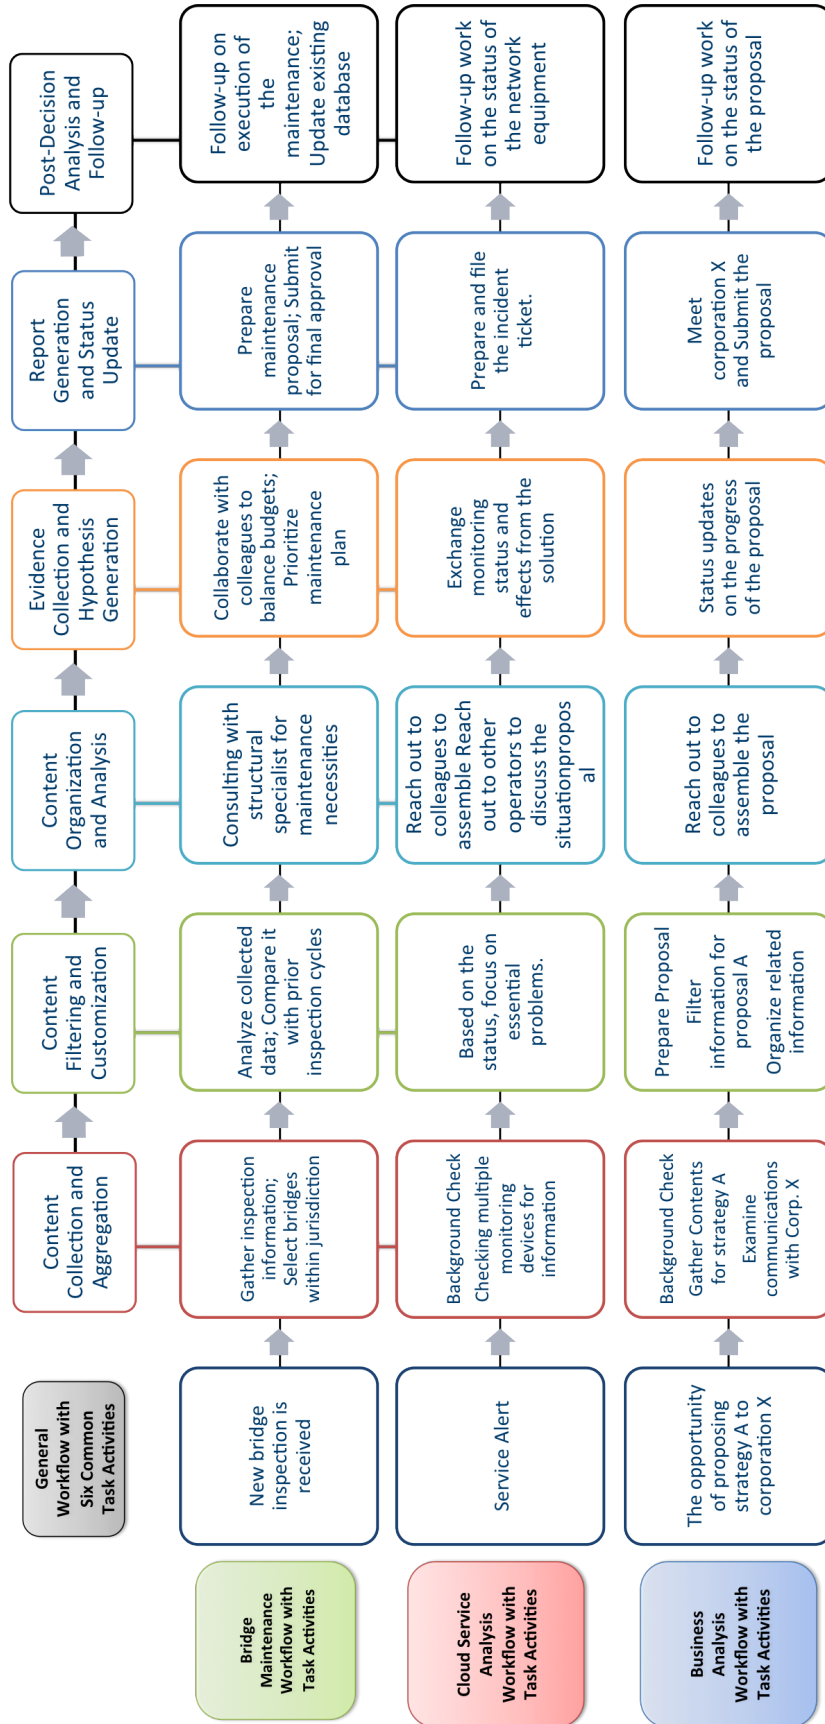 General
Workflow with
Six Common
Task Activities
Content
Collection and
Aggregation
Content
Filtering and
Customization
Content
Organization
and Analysis
Evidence
Collection and
Hypothesis
Generation
Report
Generation
and Status
Update
Post-Decision
Analysis and
Follow-up
Bridge
Maintenance
Workflow with
Task Activities
New bridge
inspection is
received
Gather inspection
information;
Select bridges
within jurisdiction
Analyze collected
data; Compare it
with prior
inspection cycles
Consulting with
structural
specialist for
maintenance
necessities
Collaborate with
colleagues to
balance budgets;
Prioritize
maintenance
plan
Prepare
maintenance
proposal; Submit
for final approval
Follow-up on
execution of
the
maintenance;
Update existing
database
Cloud Service
Analysis
Workflow with
Task Activities
Service Alert
Background Check
Checking multiple
monitoring
devices for
information
Based on the
status, focus on
essential
problems.
Reach out to
colleagues to
assemble Reach
out to other
operators to
discuss the
situationpropos
al
Exchange
monitoring
status and
effects from the
solution
Prepare and file
the incident
ticket.
Follow-up work
on the status of
the network
equipment
Business
Analysis
Workflow with
Task Activities
The opportunity
of proposing
strategy A to
corporation X
Background Check
Gather Contents
for strategy A
Examine
communications
with Corp. X
Prepare Proposal
Filter
information for
proposal A
Organize related
information
Reach out to
colleagues to
assemble the
proposal
Status updates
on the progress
of the proposal
Meet
corporation X
and Submit the
proposal
Follow-up work
on the status of
the proposal